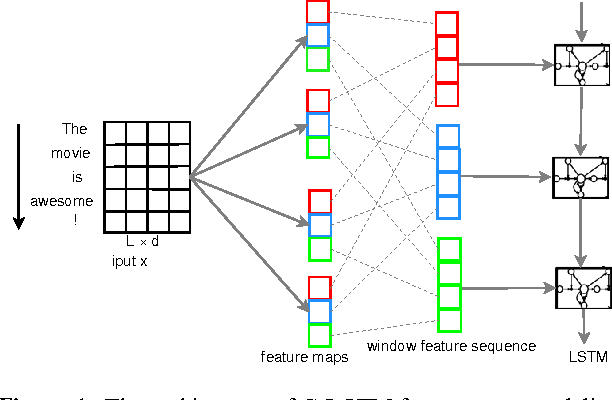 The
movie
is
awesome
!
L × d
iput x
feature maps
window feature sequence
LSTM